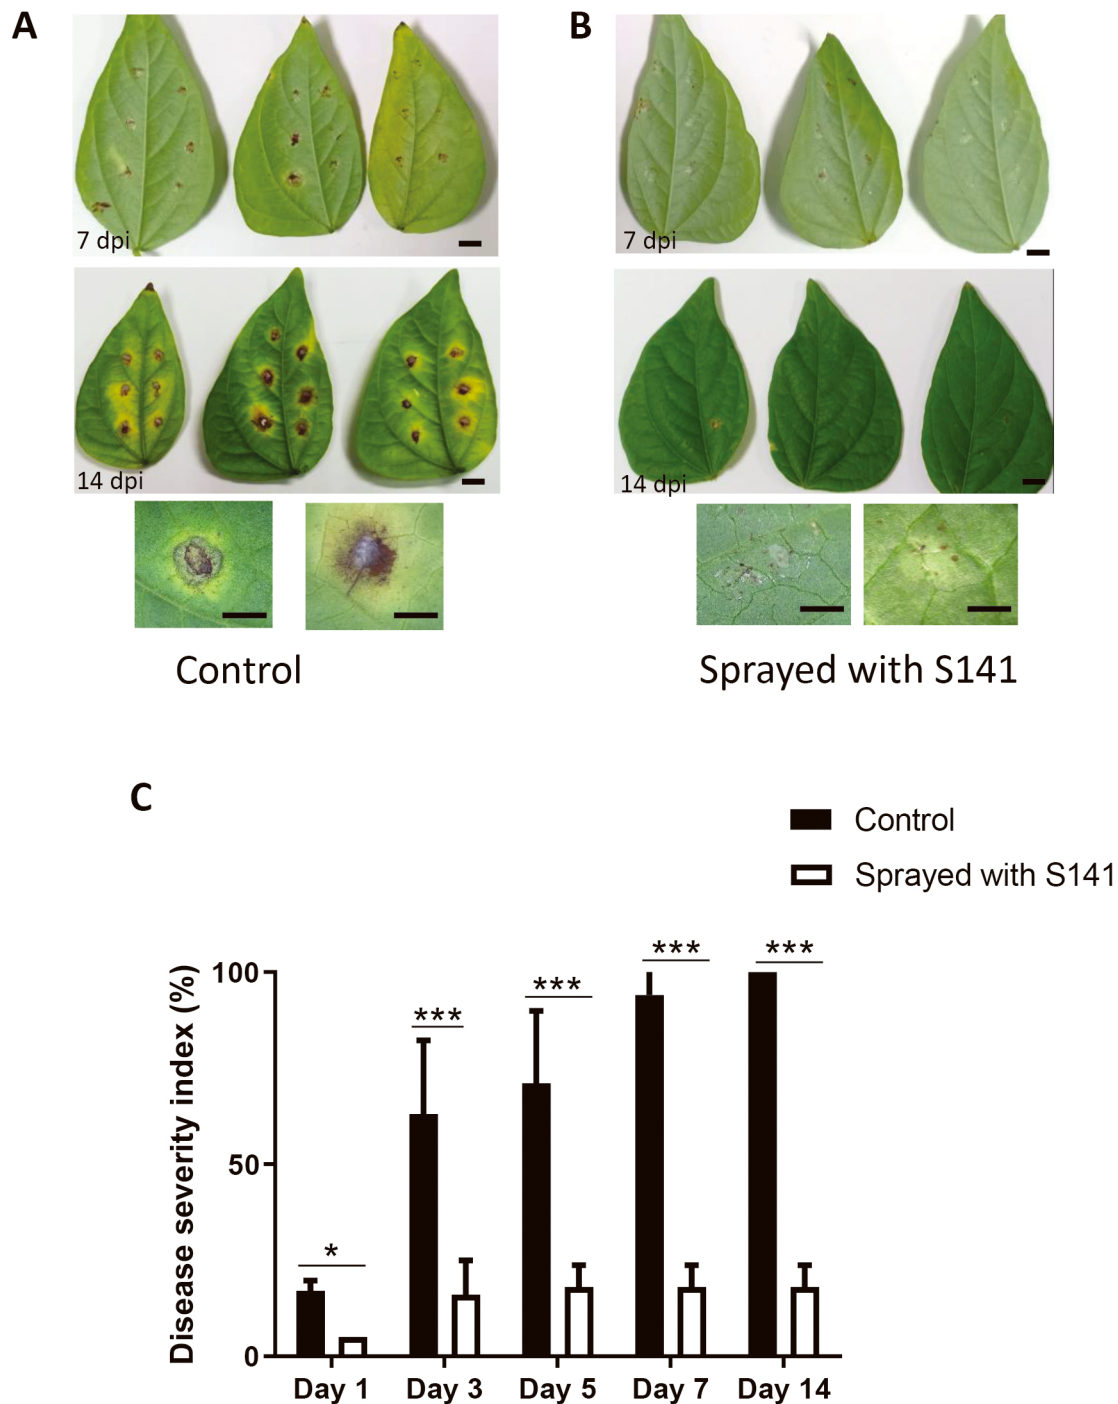 A
B
7 dpi
7 dpi
14 dpi
14 dpi
Control
Sprayed with S141
C
Control
Sprayed with S141
Disease severity index (%)
100
50
0
*
***
***
***
***
Day 1
Day 3
Day 5
Day 7
Day 14